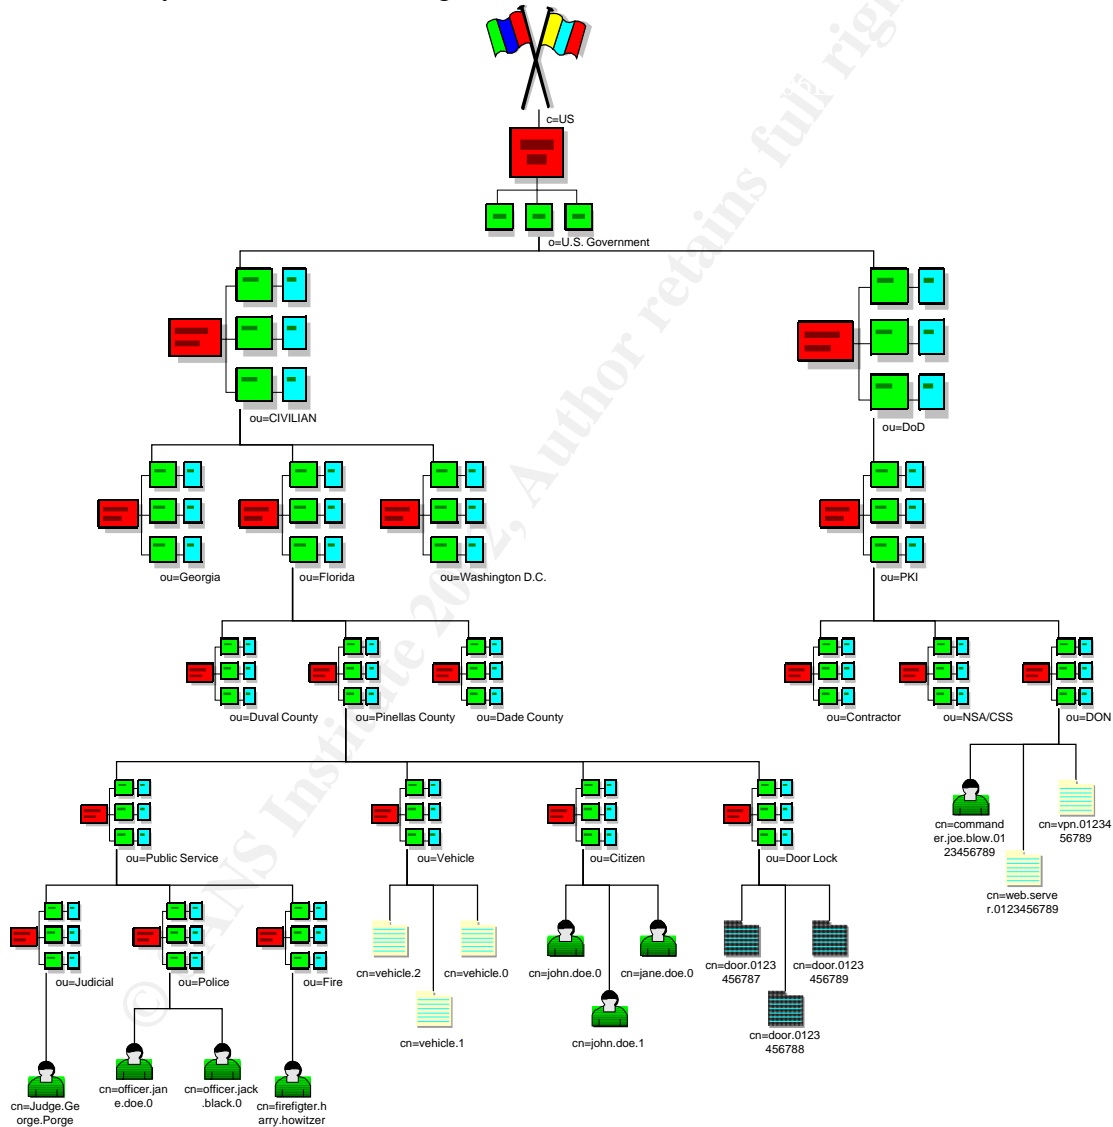 c=US
o=U.S. Government
ou=CIVILIAN
ou=DoD
ou=Georgia
ou=Florida
ou=Washington D.C.
ou=PKI
ou=Duval County
ou=Pinellas County
ou=Dade County
ou=Contractor
ou=NSA/CSS
ou=DON
cn=command
er.joe.blow.01
23456789
cn=vpn.01234
56789
cn=web.serve
r.0123456789
ou=Public Service
ou=Vehicle
ou=Citizen
ou=Door Lock
cn=vehicle.2
cn=vehicle.0
cn=vehicle.1
cn=john.doe.0
cn=jane.doe.0
cn=john.doe.1
cn=door.0123
456787
cn=door.0123
456789
cn=door.0123
456788
ou=Judicial
ou=Police
ou=Fire
cn=Judge.Ge
orge.Porge
cn=officer.jan
e.doe.0
cn=officer.jack
.black.0
cn=firefigter.h
arry.howitzer